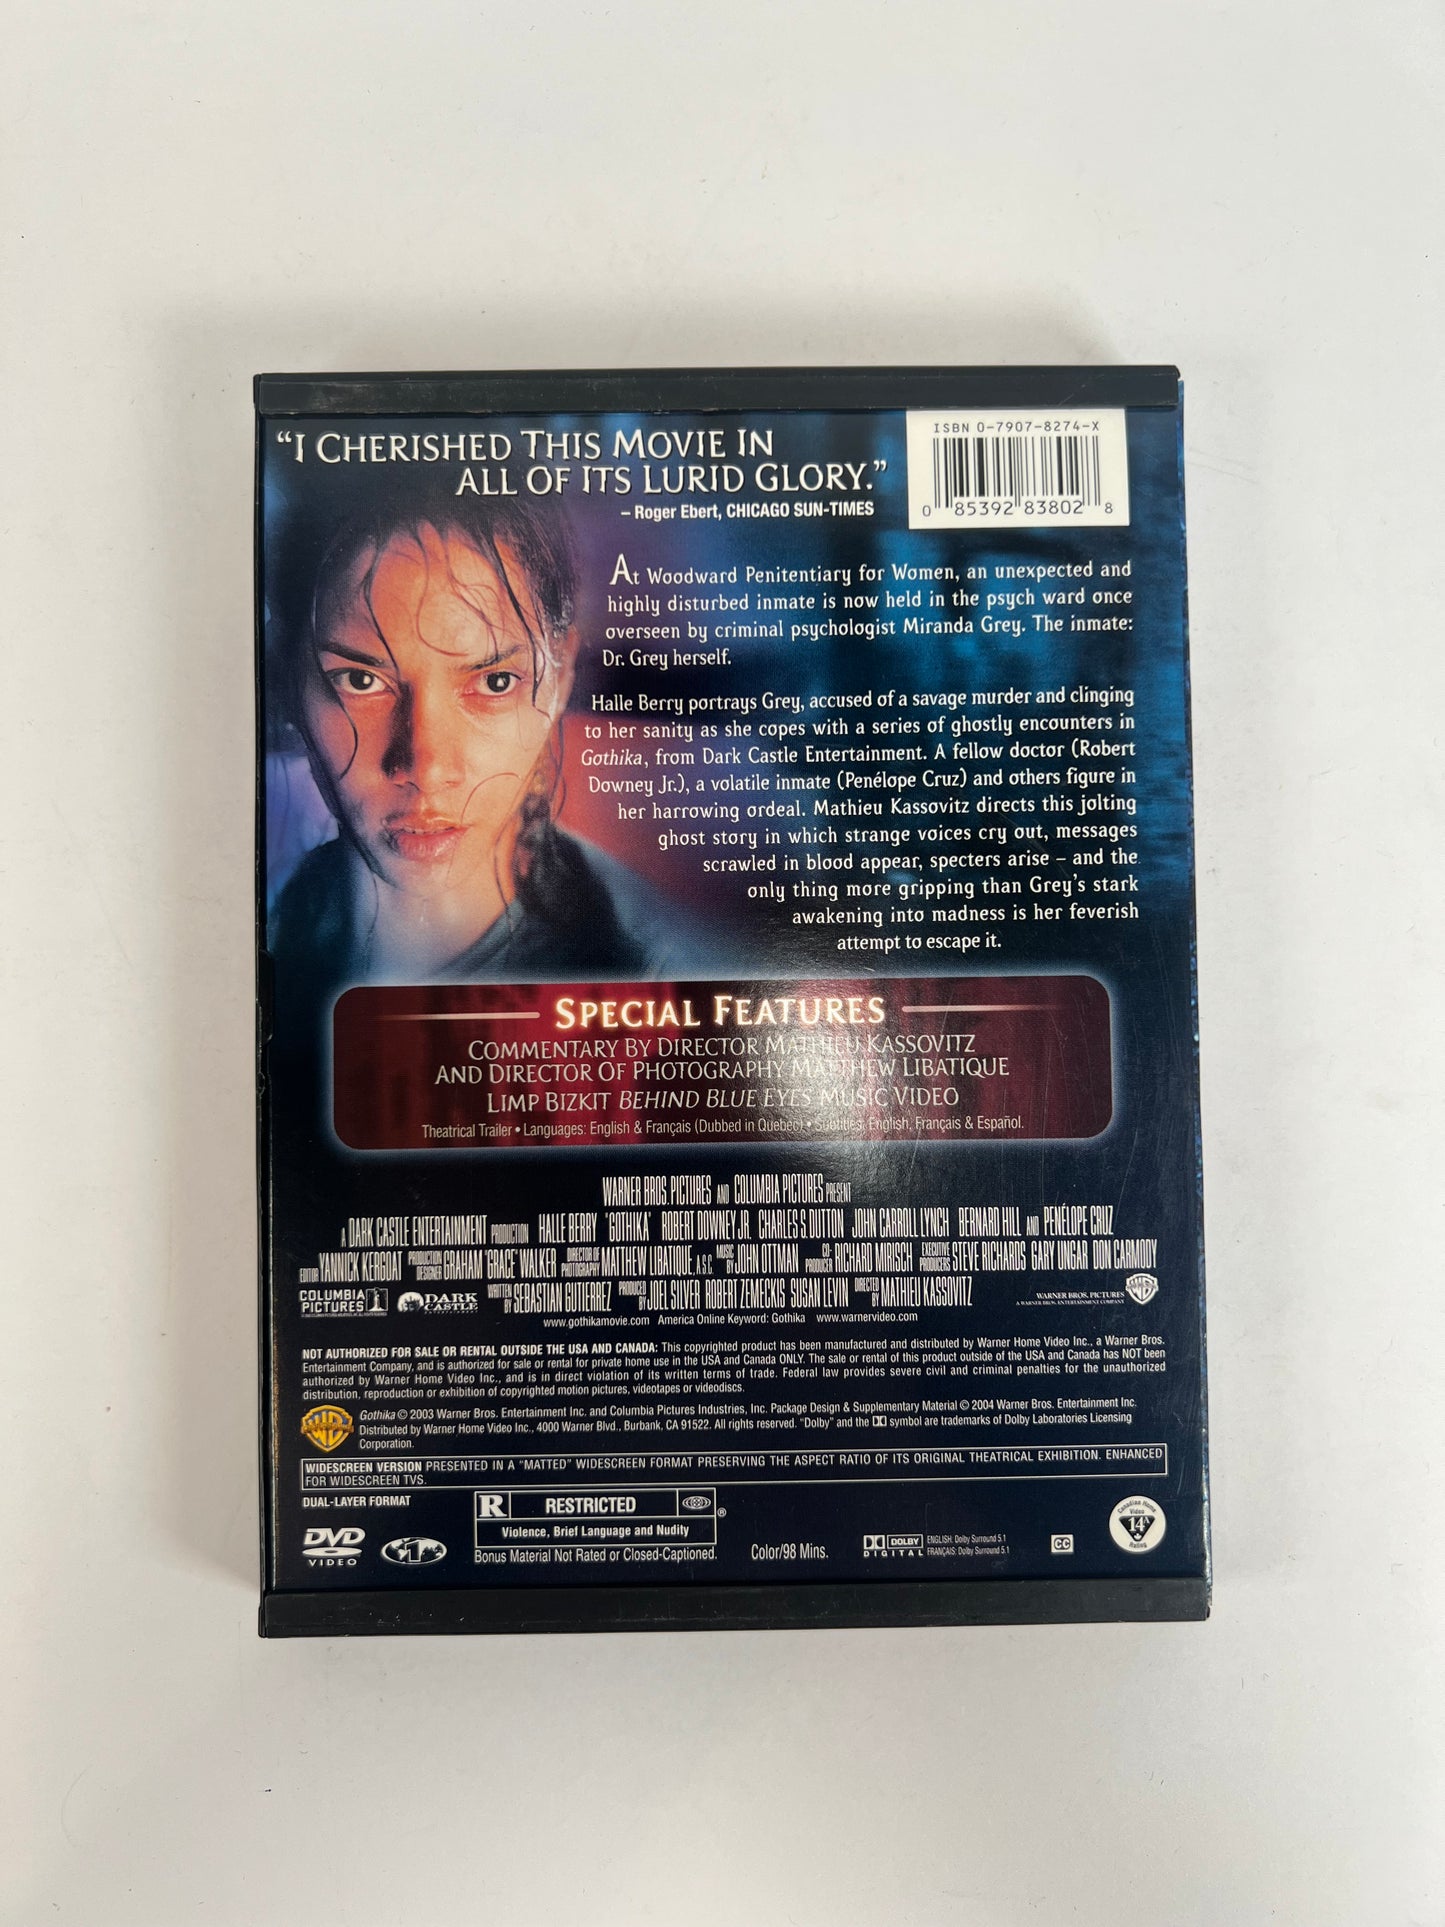 “I CHERISHED THIS MOVIE IN
ALL OF ITS LURID GLORY.”
– Roger Ebert, CHICAGO SUN-TIMES
ISBN 0-7907-8274-X
0 85392 83802 8
At Woodward Penitentiary for Women, an unexpected and
highly disturbed inmate is now held in the psych ward once
overseen by criminal psychologist Miranda Grey. The inmate:
Dr. Grey herself.
Halle Berry portrays Grey, accused of a savage murder and clinging
to her sanity as she copes with a series of ghostly encounters in
Gothika, from Dark Castle Entertainment. A fellow doctor (Robert
Downey Jr.), a volatile inmate (Penélope Cruz) and others figure in
her harrowing ordeal. Mathieu Kassovitz directs this jolting
ghost story in which strange voices cry out, messages
scrawled in blood appear, specters arise – and the
only thing more gripping than Grey's stark
awakening into madness is her feverish
attempt to escape it.
SPECIAL FEATURES
COMMENTARY BY DIRECTOR MATHIEU KASSOVITZ
AND DIRECTOR OF PHOTOGRAPHY MATTHEW LIBATIQUE
LIMP BIZKIT BEHIND BLUE EYES MUSIC VIDEO
Theatrical Trailer • Languages: English & Français (Dubbed in Quebec) • Subtitles: English, Français & Español.
WARNER BROS. PICTURES AND COLUMBIA PICTURES PRESENT
A DARK CASTLE ENTERTAINMENT PRODUCTION HALLE BERRY "GOTHIKA" ROBERT DOWNEY JR. CHARLES S. DUTTON JOHN CARROLL LYNCH BERNARD HILL AND PENÉLOPE CRUZ
EDITOR YANNICK KERGOAT PRODUCTION DESIGNER GRAHAM "GRACE" WALKER DIRECTOR OF PHOTOGRAPHY MATTHEW LIBATIQUE, A.S.C. MUSIC BY JOHN OTTMAN CO-PRODUCER RICHARD MIRISCH EXECUTIVE PRODUCERS STEVE RICHARDS GARY UNGAR DON CARMODY
WRITTEN BY SEBASTIAN GUTIERREZ PRODUCED BY JOEL SILVER ROBERT ZEMECKIS SUSAN LEVIN DIRECTED BY MATHIEU KASSOVITZ
COLUMBIA PICTURES
DARK CASTLE ENTERTAINMENT
WARNER BROS. PICTURES
A WARNER BROS. ENTERTAINMENT COMPANY
www.gothikamovie.com America Online Keyword: Gothika www.warnervideo.com
NOT AUTHORIZED FOR SALE OR RENTAL OUTSIDE THE USA AND CANADA: This copyrighted product has been manufactured and distributed by Warner Home Video Inc., a Warner Bros.
Entertainment Company, and is authorized for sale or rental for private home use in the USA and Canada ONLY. The sale or rental of this product outside of the USA and Canada has NOT been
authorized by Warner Home Video Inc., and is in direct violation of its written terms of trade. Federal law provides severe civil and criminal penalties for the unauthorized
distribution, reproduction or exhibition of copyrighted motion pictures, videotapes or videodiscs.
Gothika © 2003 Warner Bros. Entertainment Inc. and Columbia Pictures Industries, Inc. Package Design & Supplementary Material © 2004 Warner Bros. Entertainment Inc.
Distributed by Warner Home Video Inc., 4000 Warner Blvd., Burbank, CA 91522. All rights reserved. "Dolby" and the DD symbol are trademarks of Dolby Laboratories Licensing
Corporation.
WIDESCREEN VERSION PRESENTED IN A "MATTED" WIDESCREEN FORMAT PRESERVING THE ASPECT RATIO OF ITS ORIGINAL THEATRICAL EXHIBITION. ENHANCED
FOR WIDESCREEN TVS.
DUAL-LAYER FORMAT
DVD
VIDEO
1
R RESTRICTED ®
Violence, Brief Language and Nudity
Bonus Material Not Rated or Closed-Captioned.
Color/98 Mins.
DOLBY
DIGITAL
ENGLISH: Dolby Surround 5.1
FRANÇAIS: Dolby Surround 5.1
CC
Canadian Home
Video
14A
Rating